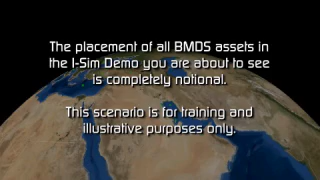 The placement of all BMDS assets in
the I-Sim Demo you are about to see
is completely notional.
This scenario is for training and
illustrative purposes only.